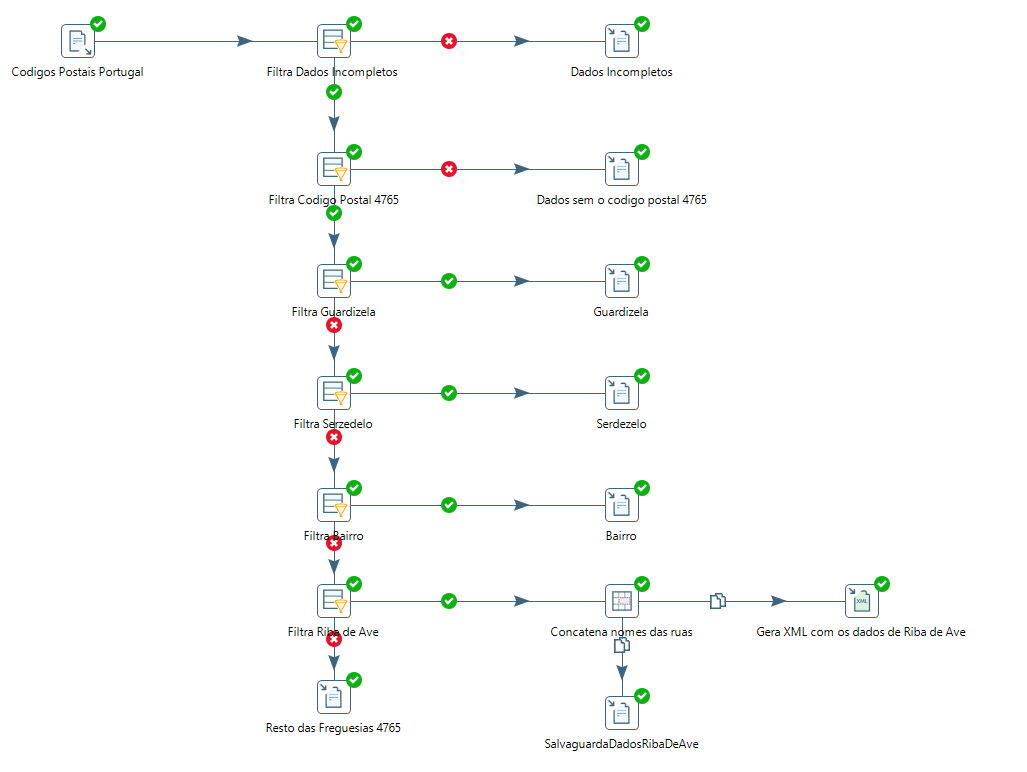 Codigos Postais Portugal
Filtra Dados Incompletos
Dados Incompletos
Filtra Codigo Postal 4765
Dados sem o codigo postal 4765
Filtra Guardizela
Guardizela
Filtra Serzedelo
Serdezelo
Filtra Bairro
Bairro
XML
Filtra Riba de Ave
Concatena nomes das ruas
Gera XML com os dados de Riba de Ave
Resto das Freguesias 4765
SalvaguardaDadosRibaDeAve